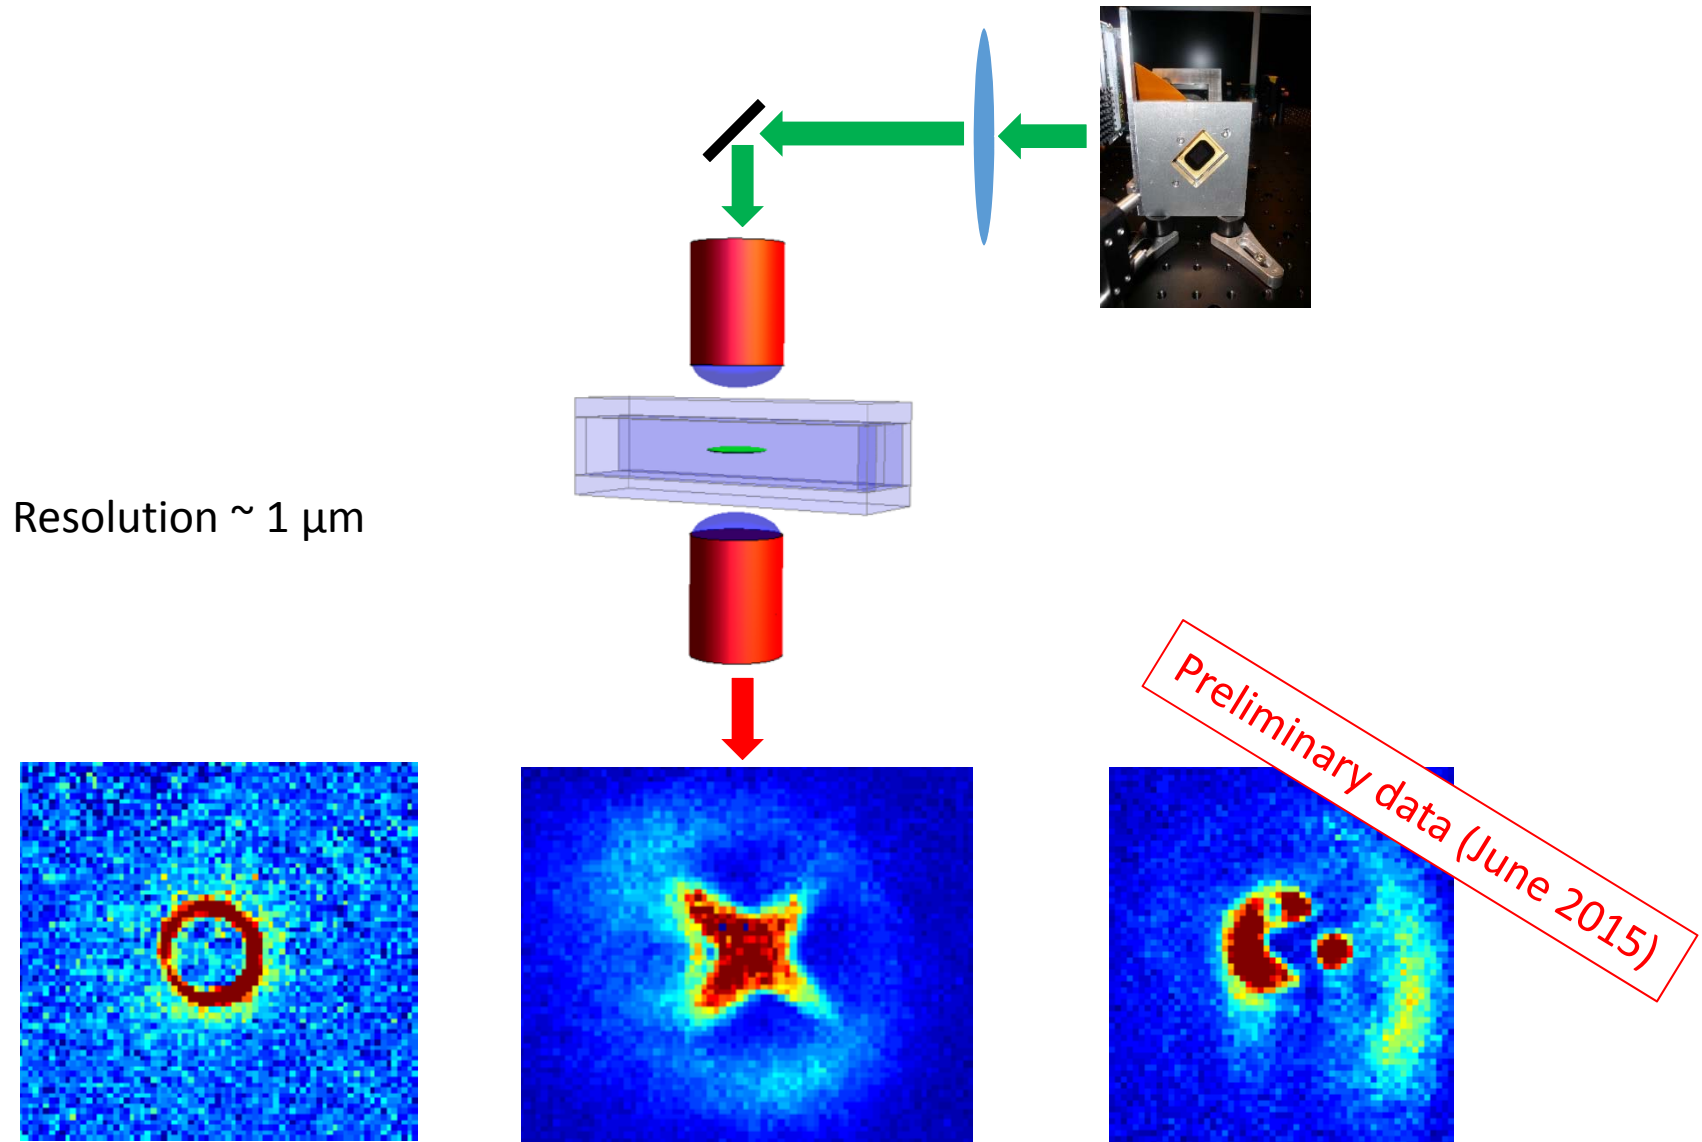 Resolution ~ 1 μm
Preliminary data (June 2015)